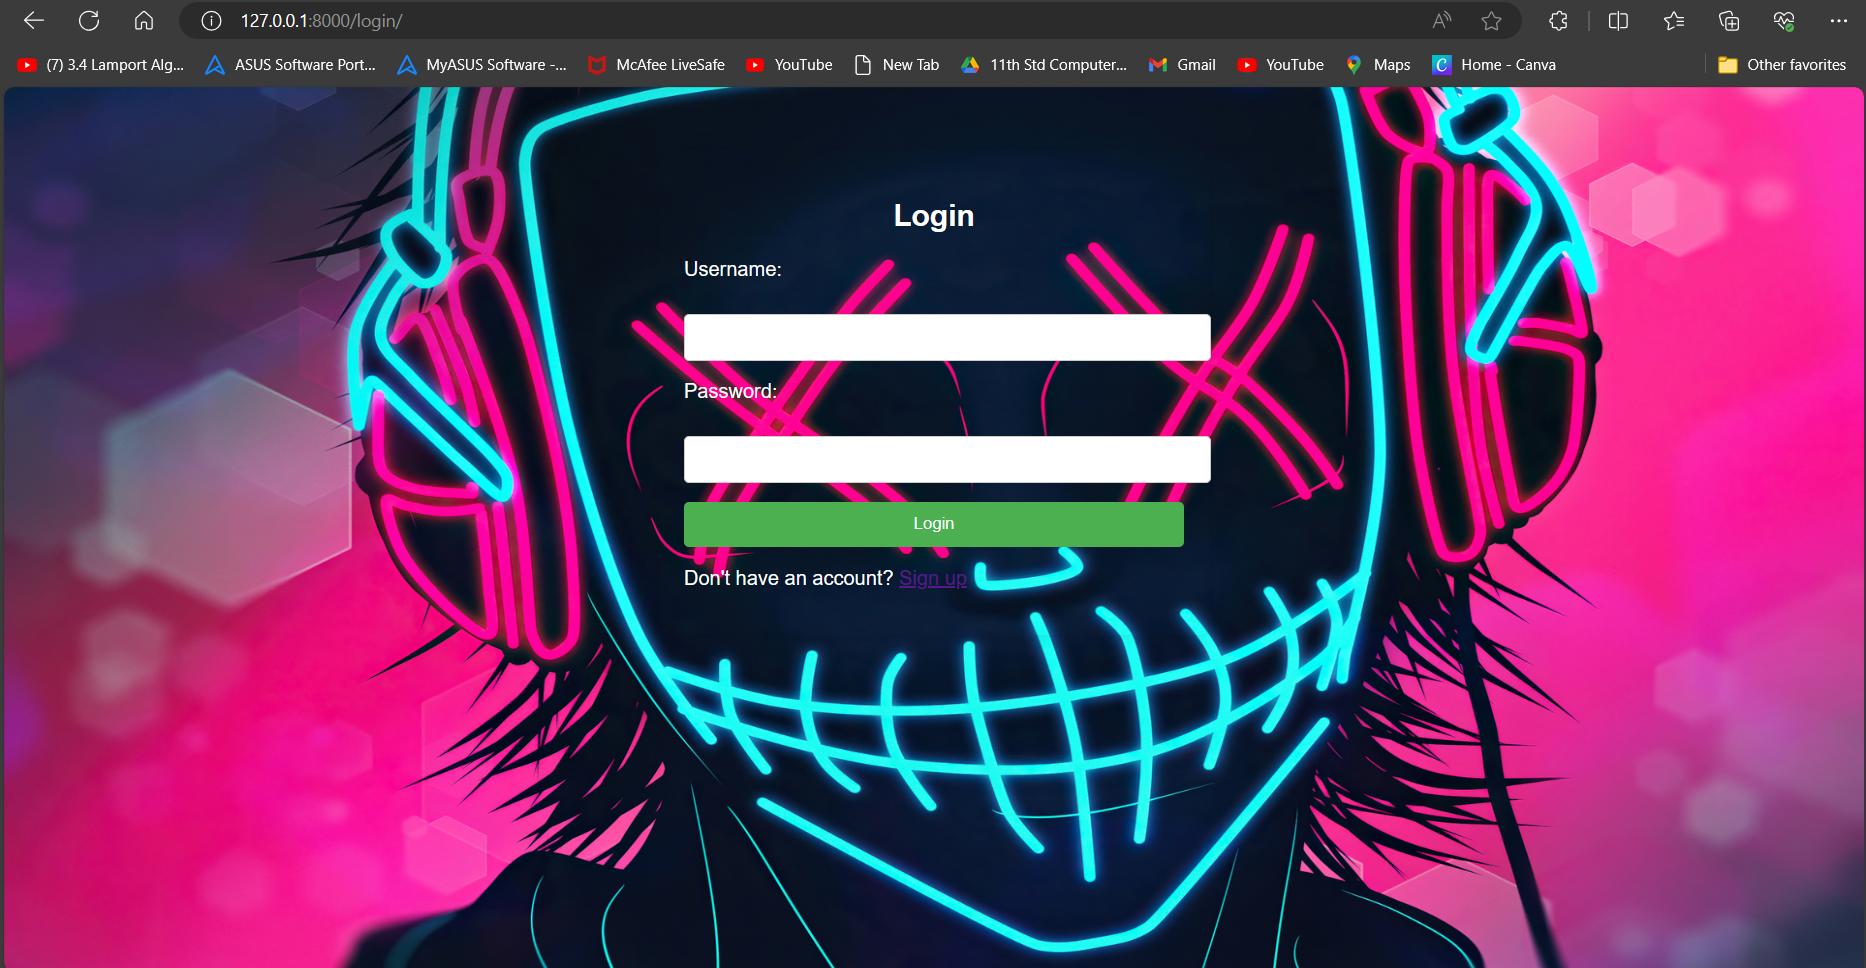 127.0.0.1:8000/login/
(7) 3.4 Lamport Alg... ASUS Software Port... MyASUS Software -... McAfee LiveSafe YouTube New Tab 11th Std Computer... Gmail YouTube Maps Home - Canva Other favorites
Login
Username:
Password:
Login
Don't have an account? Sign up